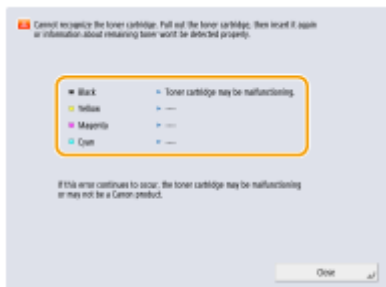 Cannot recognize the toner cartridge. Pull out the toner cartridge, then insert it again
or information about remaining toner won't be detected properly.
Black Toner cartridge may be malfunctioning.
Yellow ----
Magenta ----
Cyan ----
If this error continues to occur, the toner cartridge may be malfunctioning
or may not be a Canon product.
Close